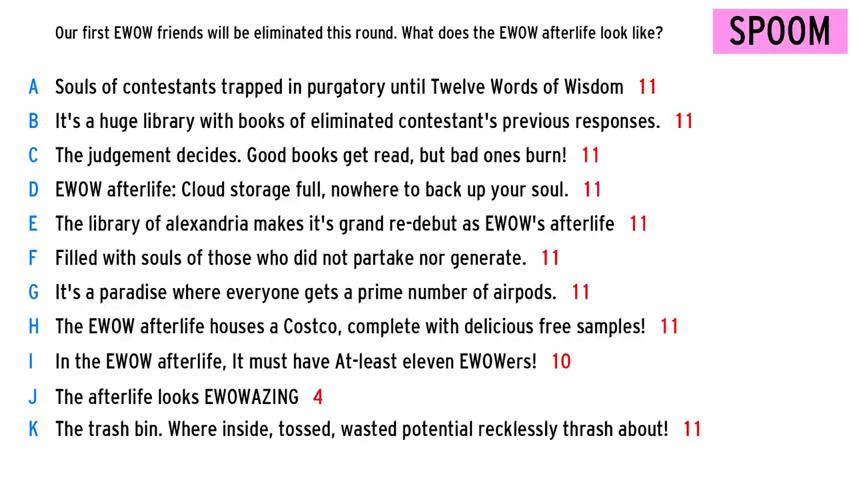 Our first EWOW friends will be eliminated this round. What does the EWOW afterlife look like?
SPOOM
A Souls of contestants trapped in purgatory until Twelve Words of Wisdom 11
B It's a huge library with books of eliminated contestant's previous responses. 11
C The judgement decides. Good books get read, but bad ones burn! 11
D EWOW afterlife: Cloud storage full, nowhere to back up your soul. 11
E The library of alexandria makes it's grand re-debut as EWOW's afterlife 11
F Filled with souls of those who did not partake nor generate. 11
G It's a paradise where everyone gets a prime number of airpods. 11
H The EWOW afterlife houses a Costco, complete with delicious free samples! 11
I In the EWOW afterlife, It must have At-least eleven EWOWers! 10
J The afterlife looks EWOWAZING 4
K The trash bin. Where inside, tossed, wasted potential recklessly thrash about! 11